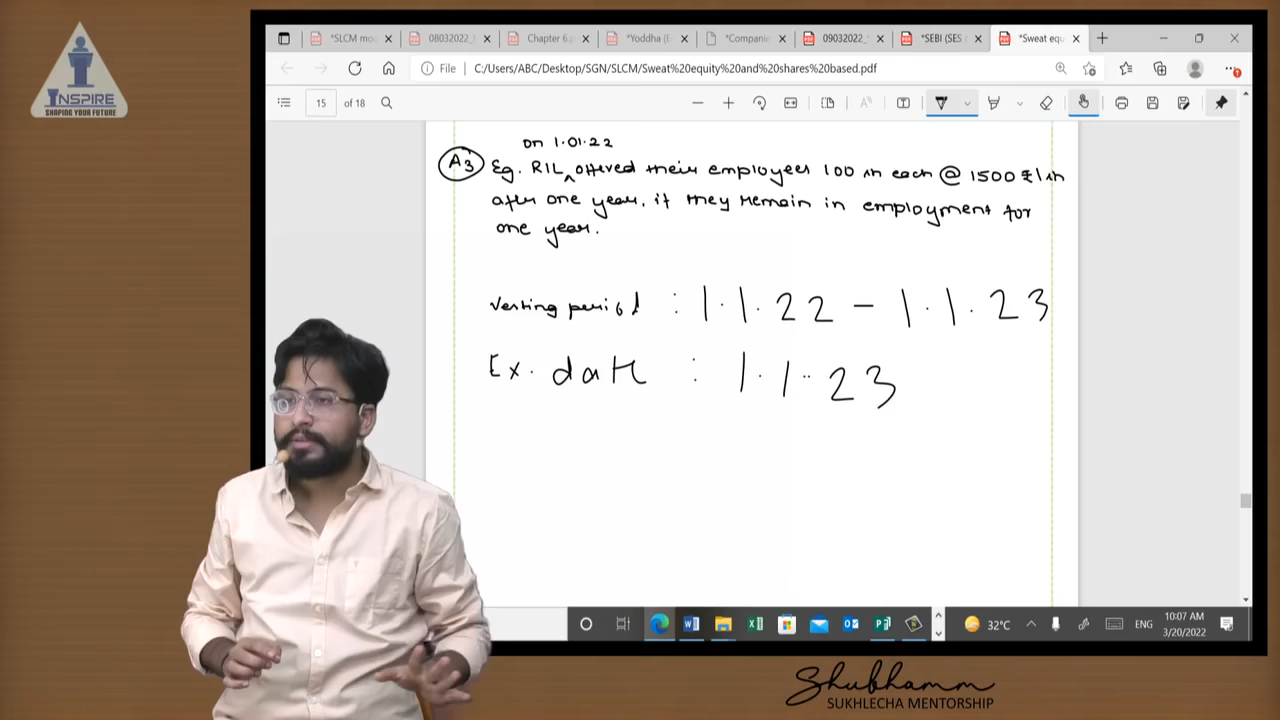 INSPIRE
SHAPING YOUR FUTURE
*SLCM mo
08032022_
Chapter 6.p
*Yoddha (E
*Companie
09032022_
*SEBI (SES
*Sweat equ
File
C:/Users/ABC/Desktop/SGN/SLCM/Sweat%20equity%20and%20shares%20based.pdf
15 of 18
on 1.01.22
A3 Eg. RIL ^ offered their employees 100 sh each @ 1500 ₹/sh
after one year, if they remain in employment for
one year.
Vesting period : 1.1.22 – 1.1.23
Ex. date : 1.1.23
32°C
ENG
10:07 AM
3/20/2022
Shubhamm
SUKHLECHA MENTORSHIP